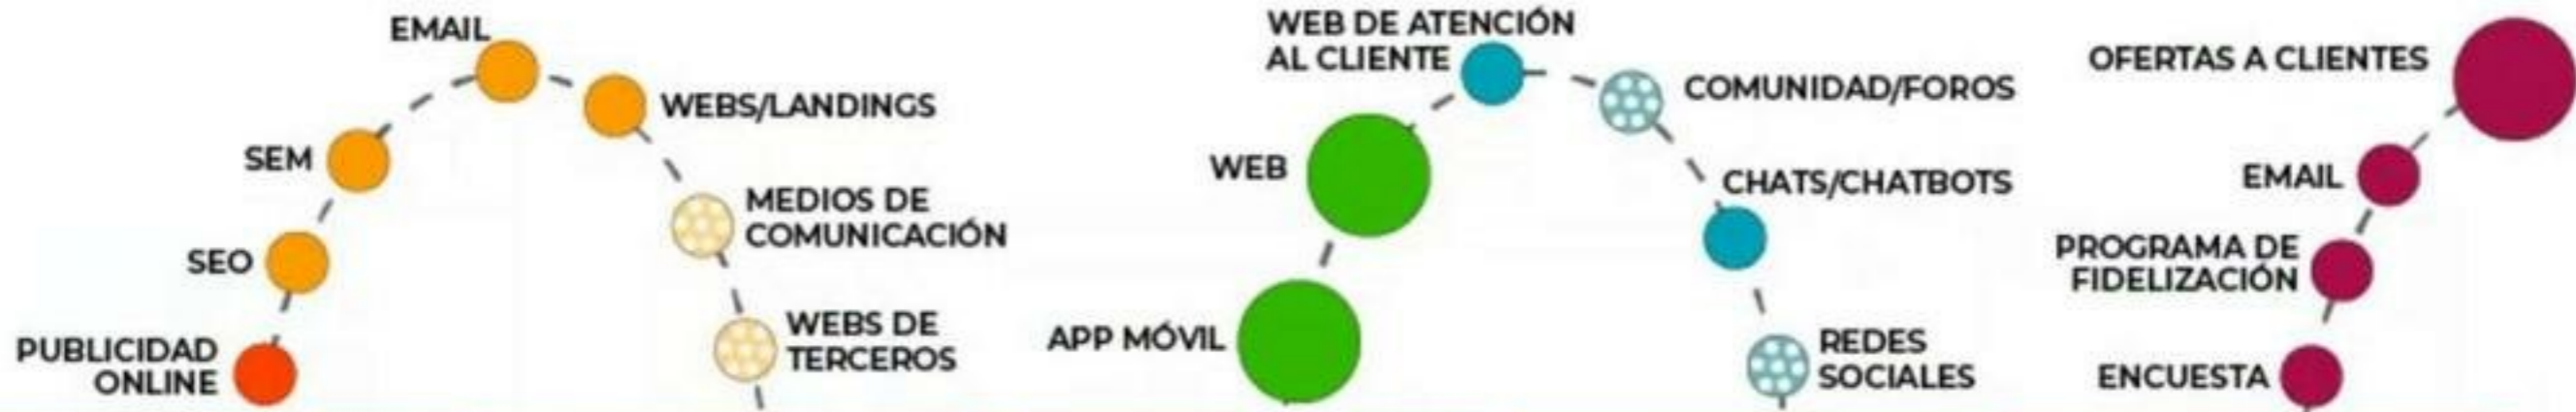 EMAIL
WEBS/LANDINGS
SEM
MEDIOS DE
COMUNICACIÓN
SEO
WEBS DE
TERCEROS
PUBLICIDAD
ONLINE
WEB DE ATENCIÓN
AL CLIENTE
COMUNIDAD/FOROS
WEB
CHATS/CHATBOTS
APP MÓVIL
REDES
SOCIALES
OFERTAS A CLIENTES
EMAIL
PROGRAMA DE
FIDELIZACIÓN
ENCUESTA